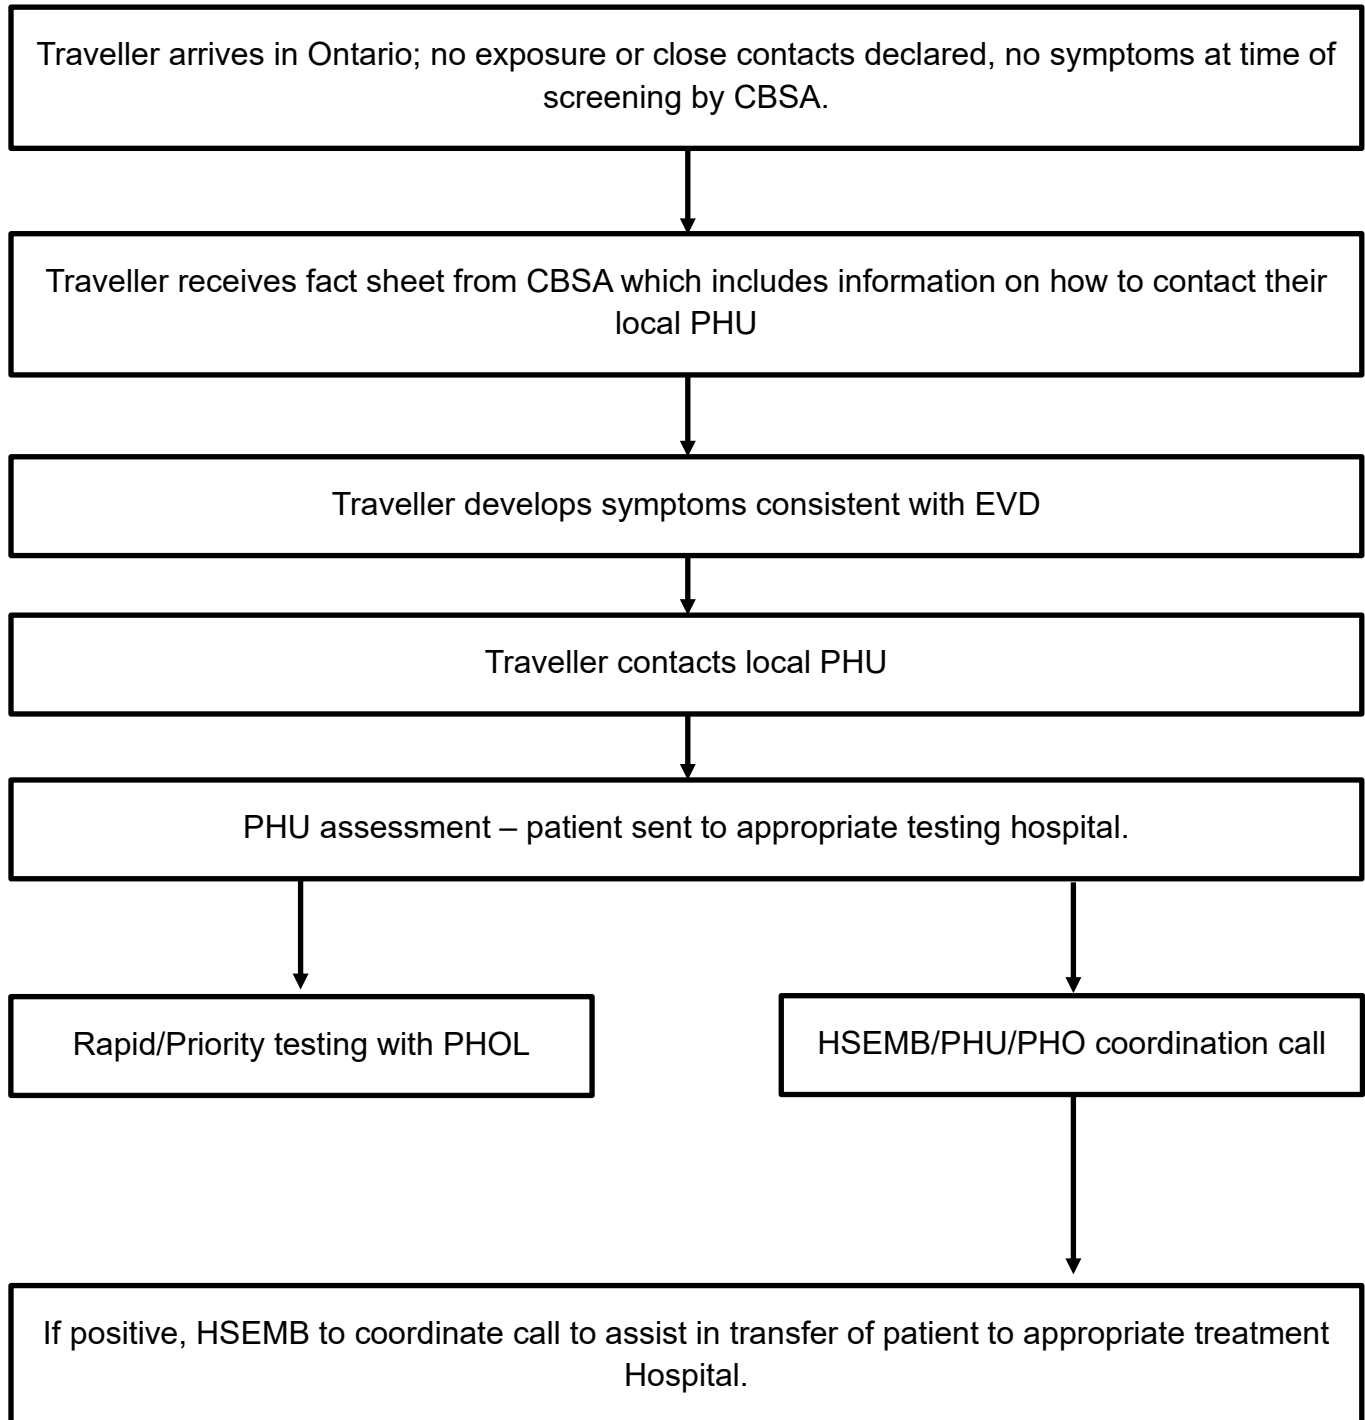 Traveller arrives in Ontario; no exposure or close contacts declared, no symptoms at time of
screening by CBSA.
Traveller receives fact sheet from CBSA which includes information on how to contact their
local PHU
Traveller develops symptoms consistent with EVD
Traveller contacts local PHU
PHU assessment – patient sent to appropriate testing hospital.
Rapid/Priority testing with PHOL
HSEMB/PHU/PHO coordination call
If positive, HSEMB to coordinate call to assist in transfer of patient to appropriate treatment
Hospital.